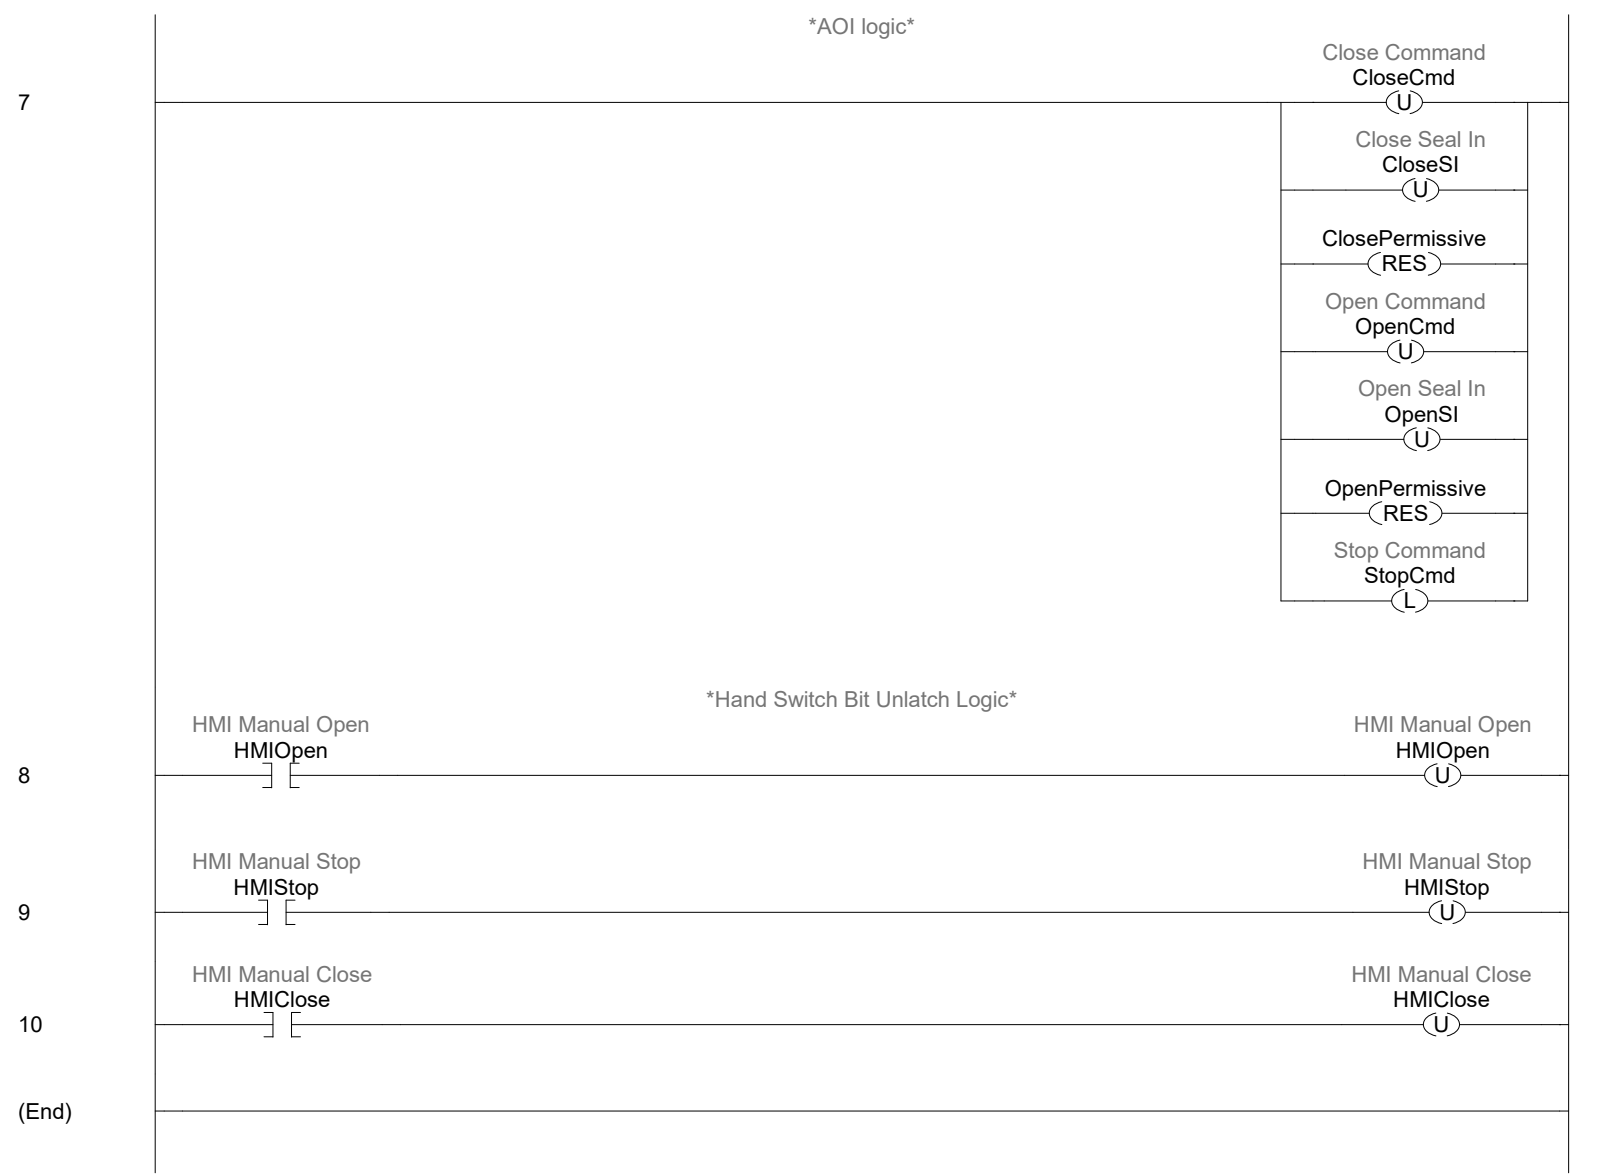 *AOI logic*
Close Command
CloseCmd
7
U
Close Seal In
CloseSI
U
ClosePermissive
RES
Open Command
OpenCmd
U
Open Seal In
OpenSI
U
OpenPermissive
RES
Stop Command
StopCmd
L
*Hand Switch Bit Unlatch Logic*
HMI Manual Open
HMI Manual Open
HMIOpen
HMIOpen
8
U
HMI Manual Stop
HMI Manual Stop
HMIStop
HMIStop
9
U
HMI Manual Close
HMI Manual Close
HMIClose
HMIClose
10
U
(End)